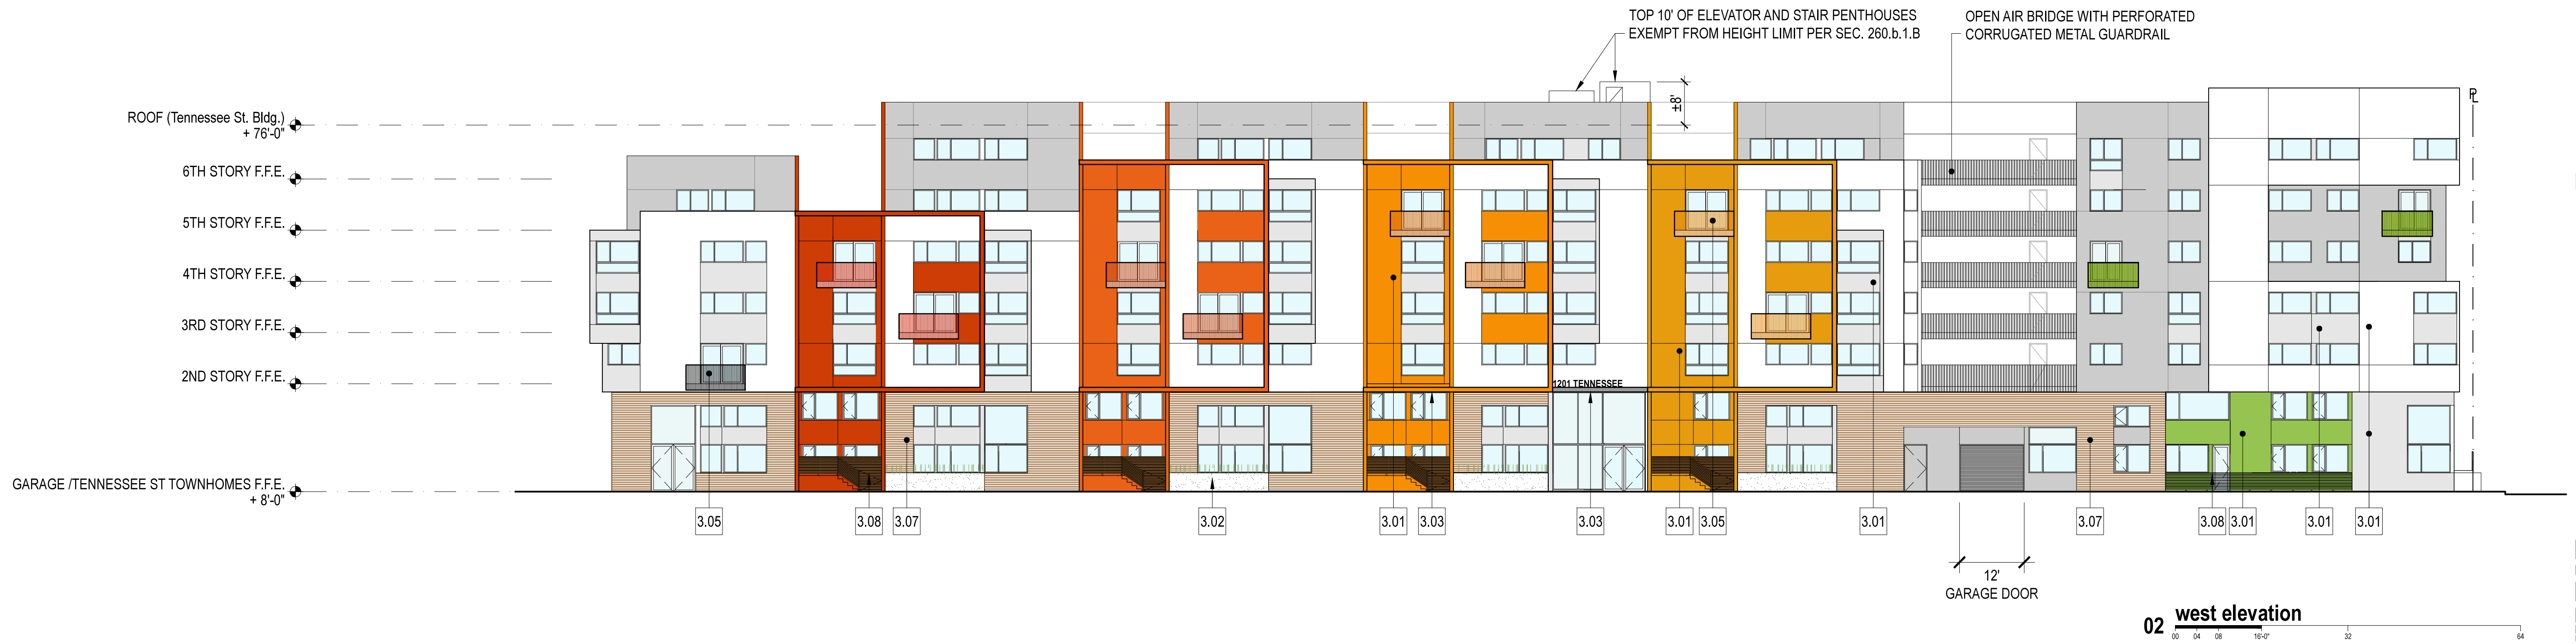 TOP 10' OF ELEVATOR AND STAIR PENTHOUSES
EXEMPT FROM HEIGHT LIMIT PER SEC. 260.b.1.B
OPEN AIR BRIDGE WITH PERFORATED
CORRUGATED METAL GUARDRAIL
±8'
PL
ROOF (Tennessee St. Bldg.)
+ 76'-0"
6TH STORY F.F.E.
5TH STORY F.F.E.
4TH STORY F.F.E.
3RD STORY F.F.E.
2ND STORY F.F.E.
1201 TENNESSEE
GARAGE /TENNESSEE ST TOWNHOMES F.F.E.
+ 8'-0"
3.05 3.08 3.07 3.02 3.01 3.03 3.03 3.01 3.05 3.01 3.07 3.08 3.01 3.01 3.01
12'
GARAGE DOOR
02 west elevation
00 04 08 16'-0" 32 64